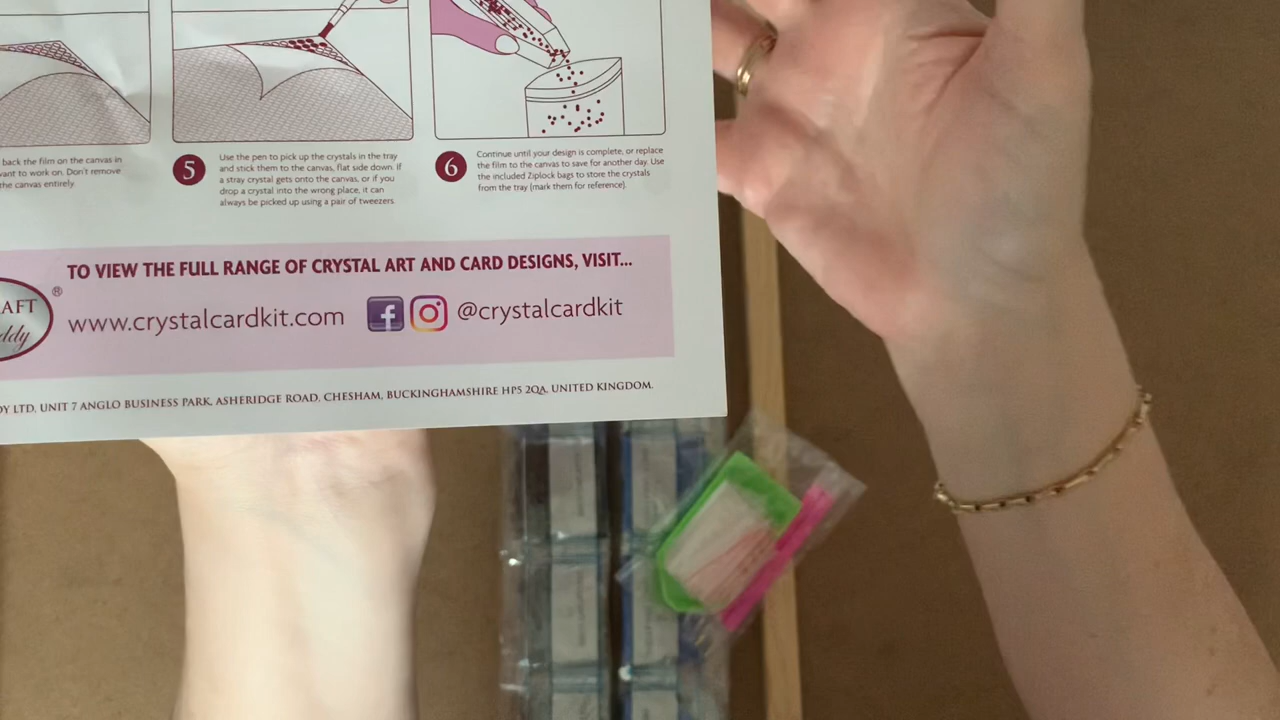 back the film on the canvas in
want to work on. Don't remove
the canvas entirely.
5
Use the pen to pick up the crystals in the tray
and stick them to the canvas, flat side down. If
a stray crystal gets onto the canvas, or if you
drop a crystal into the wrong place, it can
always be picked up using a pair of tweezers.
6
Continue until your design is complete, or replace
the film to the canvas to save for another day. Use
the included Ziplock bags to store the crystals
from the tray (mark them for reference).
TO VIEW THE FULL RANGE OF CRYSTAL ART AND CARD DESIGNS, VISIT...
AFT
ddy
®
www.crystalcardkit.com
@crystalcardkit
DY LTD, UNIT 7 ANGLO BUSINESS PARK, ASHERIDGE ROAD, CHESHAM, BUCKINGHAMSHIRE HP5 2QA, UNITED KINGDOM.